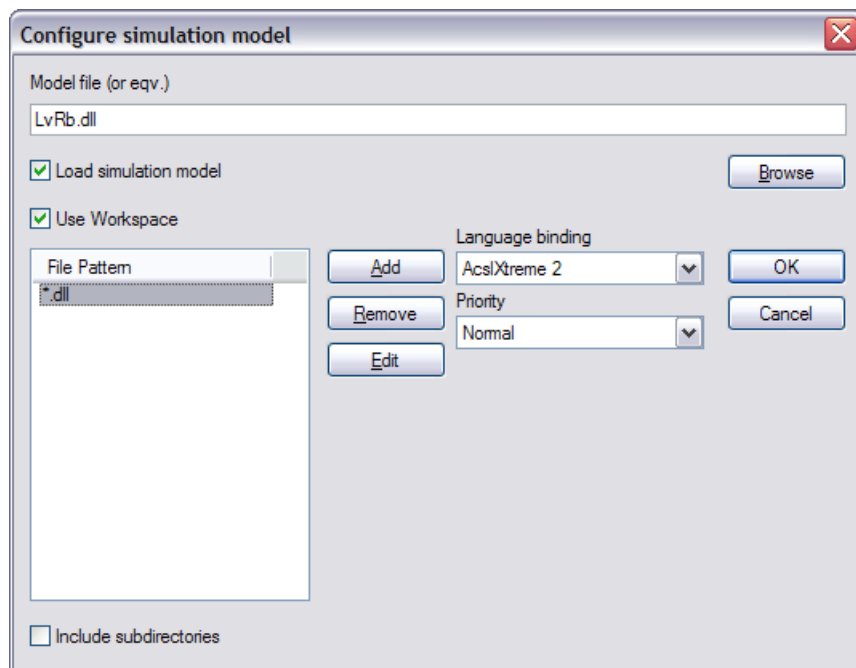 Configure simulation model
Model file (or eqv.)
LvRb.dll
Load simulation model
Browse
Use Workspace
File Pattern
*.dll
Add
Remove
Edit
Language binding
AcslXtreme 2
Priority
Normal
OK
Cancel
Include subdirectories